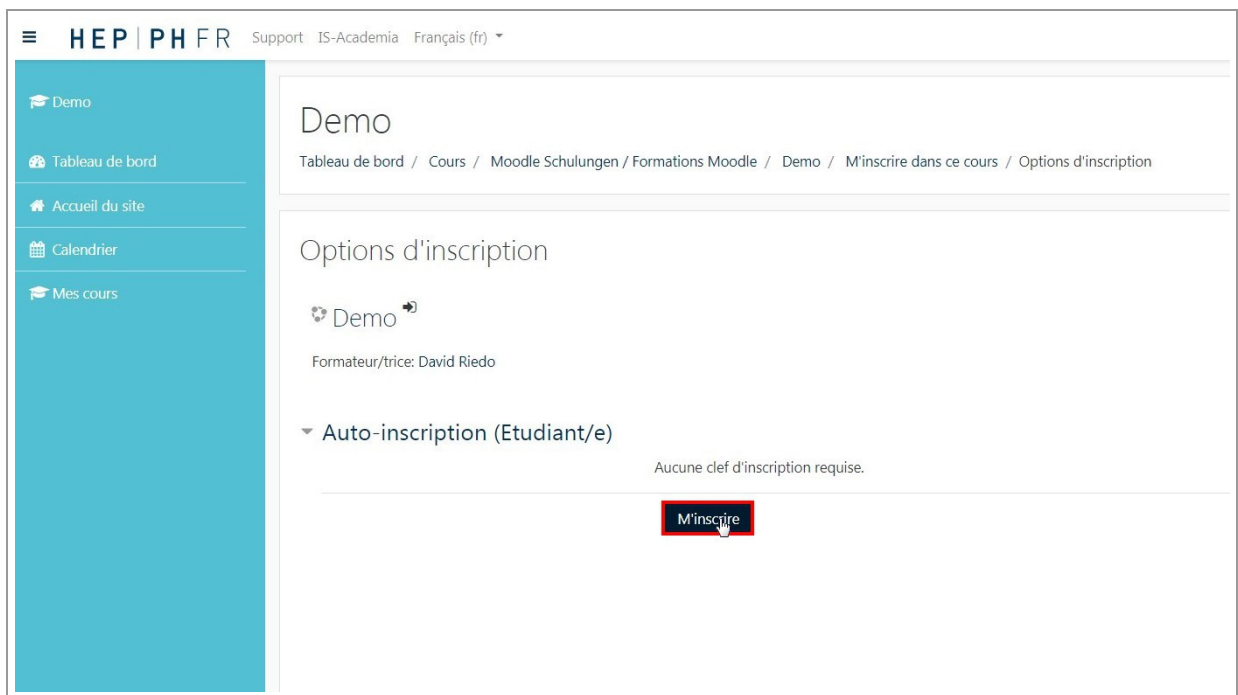 HEP|PH FR Support IS-Academia Français (fr)
Demo
Tableau de bord
Accueil du site
Calendrier
Mes cours
Demo
Tableau de bord / Cours / Moodle Schulungen / Formations Moodle / Demo / M'inscrire dans ce cours / Options d'inscription
Options d'inscription
Demo
Formateur/trice: David Riedo
Auto-inscription (Etudiant/e)
Aucune clef d'inscription requise.
M'inscrire